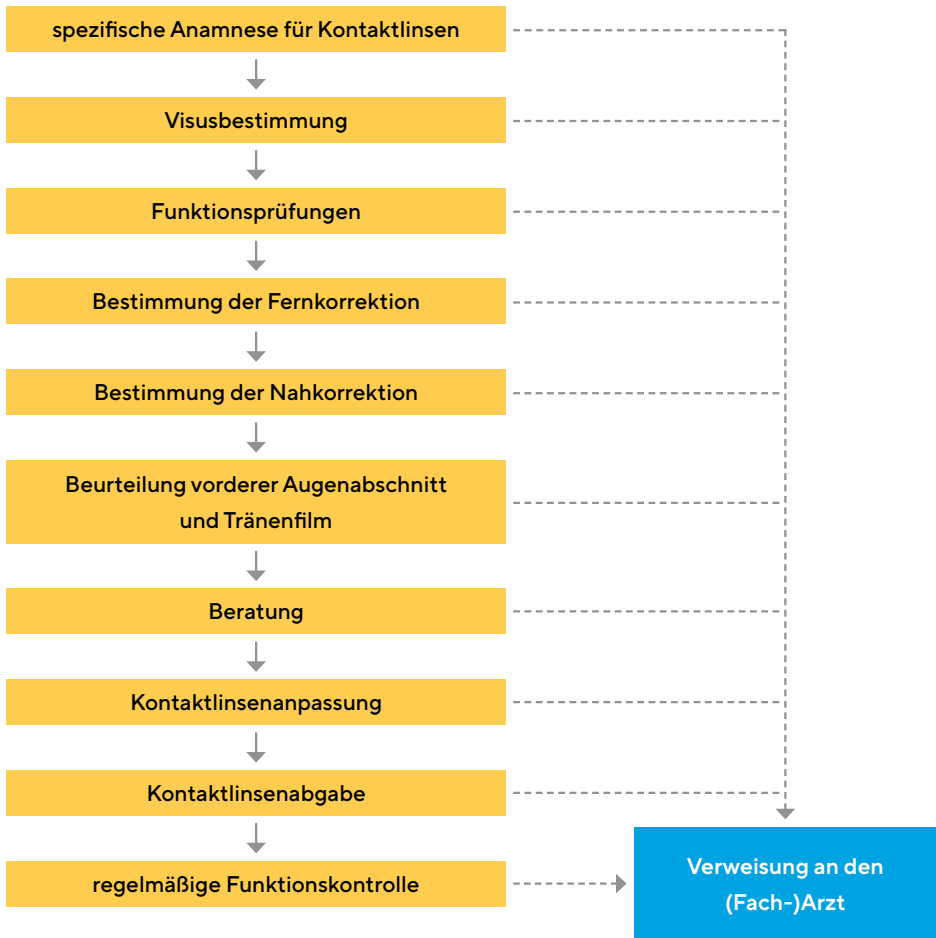 spezifische Anamnese für Kontaktlinsen
Visusbestimmung
Funktionsprüfungen
Bestimmung der Fernkorrektion
Bestimmung der Nahkorrektion
Beurteilung vorderer Augenabschnitt
und Tränenfilm
Beratung
Kontaktlinsenanpassung
Kontaktlinsenabgabe
regelmäßige Funktionskontrolle
Verweisung an den
(Fach-)Arzt